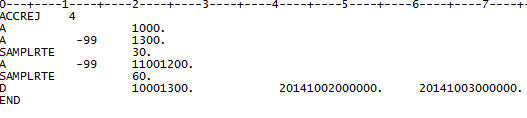 0---+----1----+----2----+----3----+----4----+----5----+----6----+----7----+-
ACCREJ    4
A                  1000.
A          -99     1300.
SAMPLRTE           30.
A          -99     11001200.
SAMPLRTE           60.
D                  10001300.            20141002000000.     20141003000000.
END